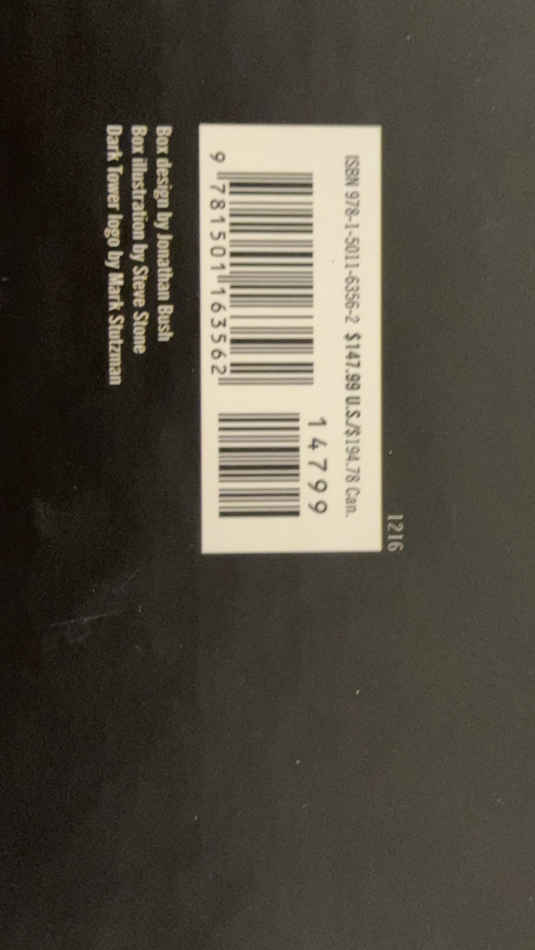 1216
ISBN 978-1-5011-6356-2 $147.99 U.S./$194.78 Can.
14799
9 781501 163562
Box design by Jonathan Bush
Box illustration by Steve Stone
Dark Tower logo by Mark Stutzman